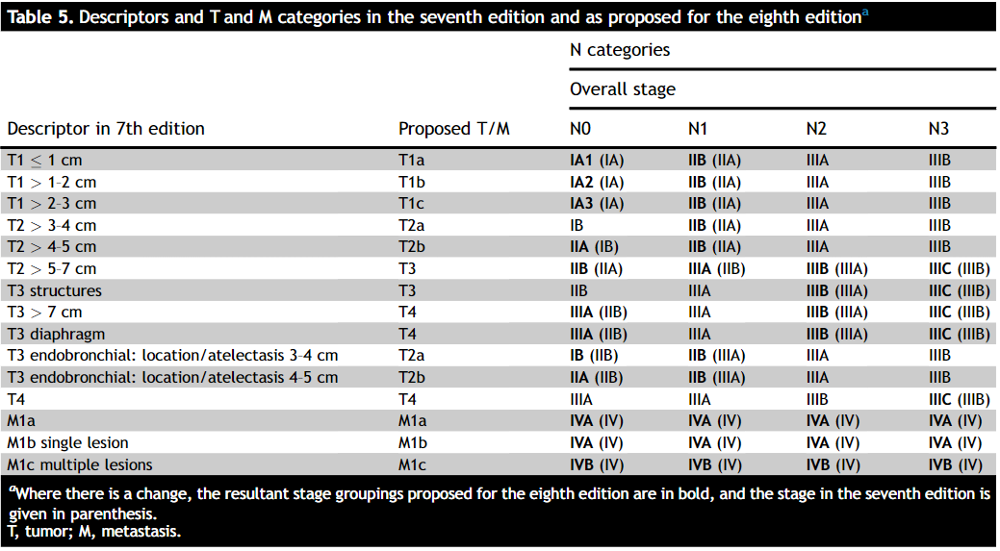 Table 5. Descriptors and T and M categories in the seventh edition and as proposed for the eighth edition^a
N categories
Overall stage
Descriptor in 7th edition Proposed T/M N0 N1 N2 N3
T1 ≤ 1 cm T1a IA1 (IA) IIB (IIA) IIIA IIIB
T1 > 1-2 cm T1b IA2 (IA) IIB (IIA) IIIA IIIB
T1 > 2-3 cm T1c IA3 (IA) IIB (IIA) IIIA IIIB
T2 > 3-4 cm T2a IB IIB (IIA) IIIA IIIB
T2 > 4-5 cm T2b IIA (IB) IIB (IIA) IIIA IIIB
T2 > 5-7 cm T3 IIB (IIA) IIIA (IIB) IIIB (IIIA) IIIC (IIIB)
T3 structures T3 IIB IIIA IIIB (IIIA) IIIC (IIIB)
T3 > 7 cm T4 IIIA (IIB) IIIA IIIB (IIIA) IIIC (IIIB)
T3 diaphragm T4 IIIA (IIB) IIIA IIIB (IIIA) IIIC (IIIB)
T3 endobronchial: location/atelectasis 3-4 cm T2a IB (IIB) IIB (IIIA) IIIA IIIB
T3 endobronchial: location/atelectasis 4-5 cm T2b IIA (IIB) IIB (IIIA) IIIA IIIB
T4 T4 IIIA IIIA IIIB IIIC (IIIB)
M1a M1a IVA (IV) IVA (IV) IVA (IV) IVA (IV)
M1b single lesion M1b IVA (IV) IVA (IV) IVA (IV) IVA (IV)
M1c multiple lesions M1c IVB (IV) IVB (IV) IVB (IV) IVB (IV)
^aWhere there is a change, the resultant stage groupings proposed for the eighth edition are in bold, and the stage in the seventh edition is
given in parenthesis.
T, tumor; M, metastasis.